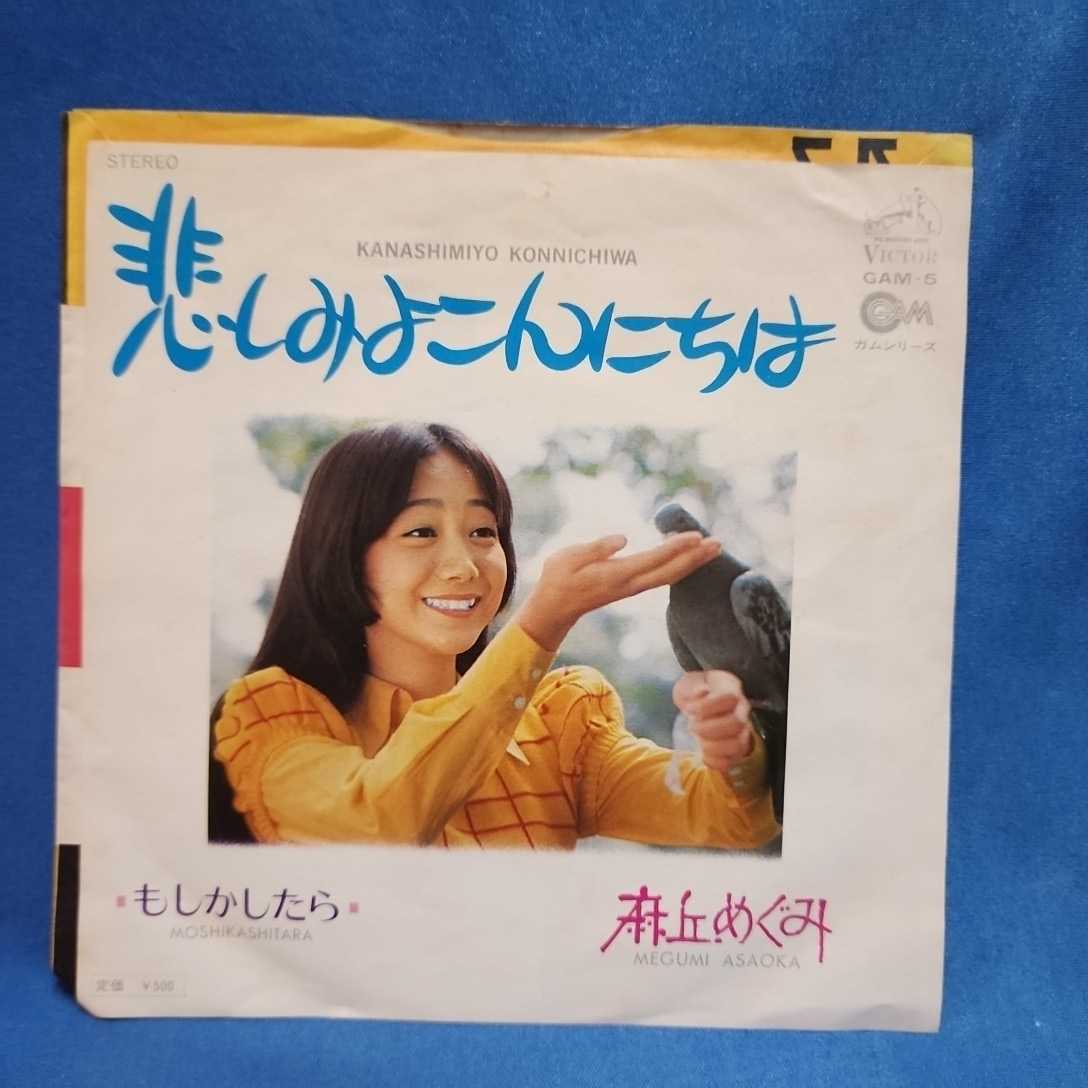 STEREO
KANASHIMIYO KONNICHIWA
悲しみよこんにちは
VICTOR
GAM-5
GAM
ガムシリーズ
もしかしたら
MOSHIKASHITARA
麻丘めぐみ
MEGUMI ASAOKA
定価 ¥500